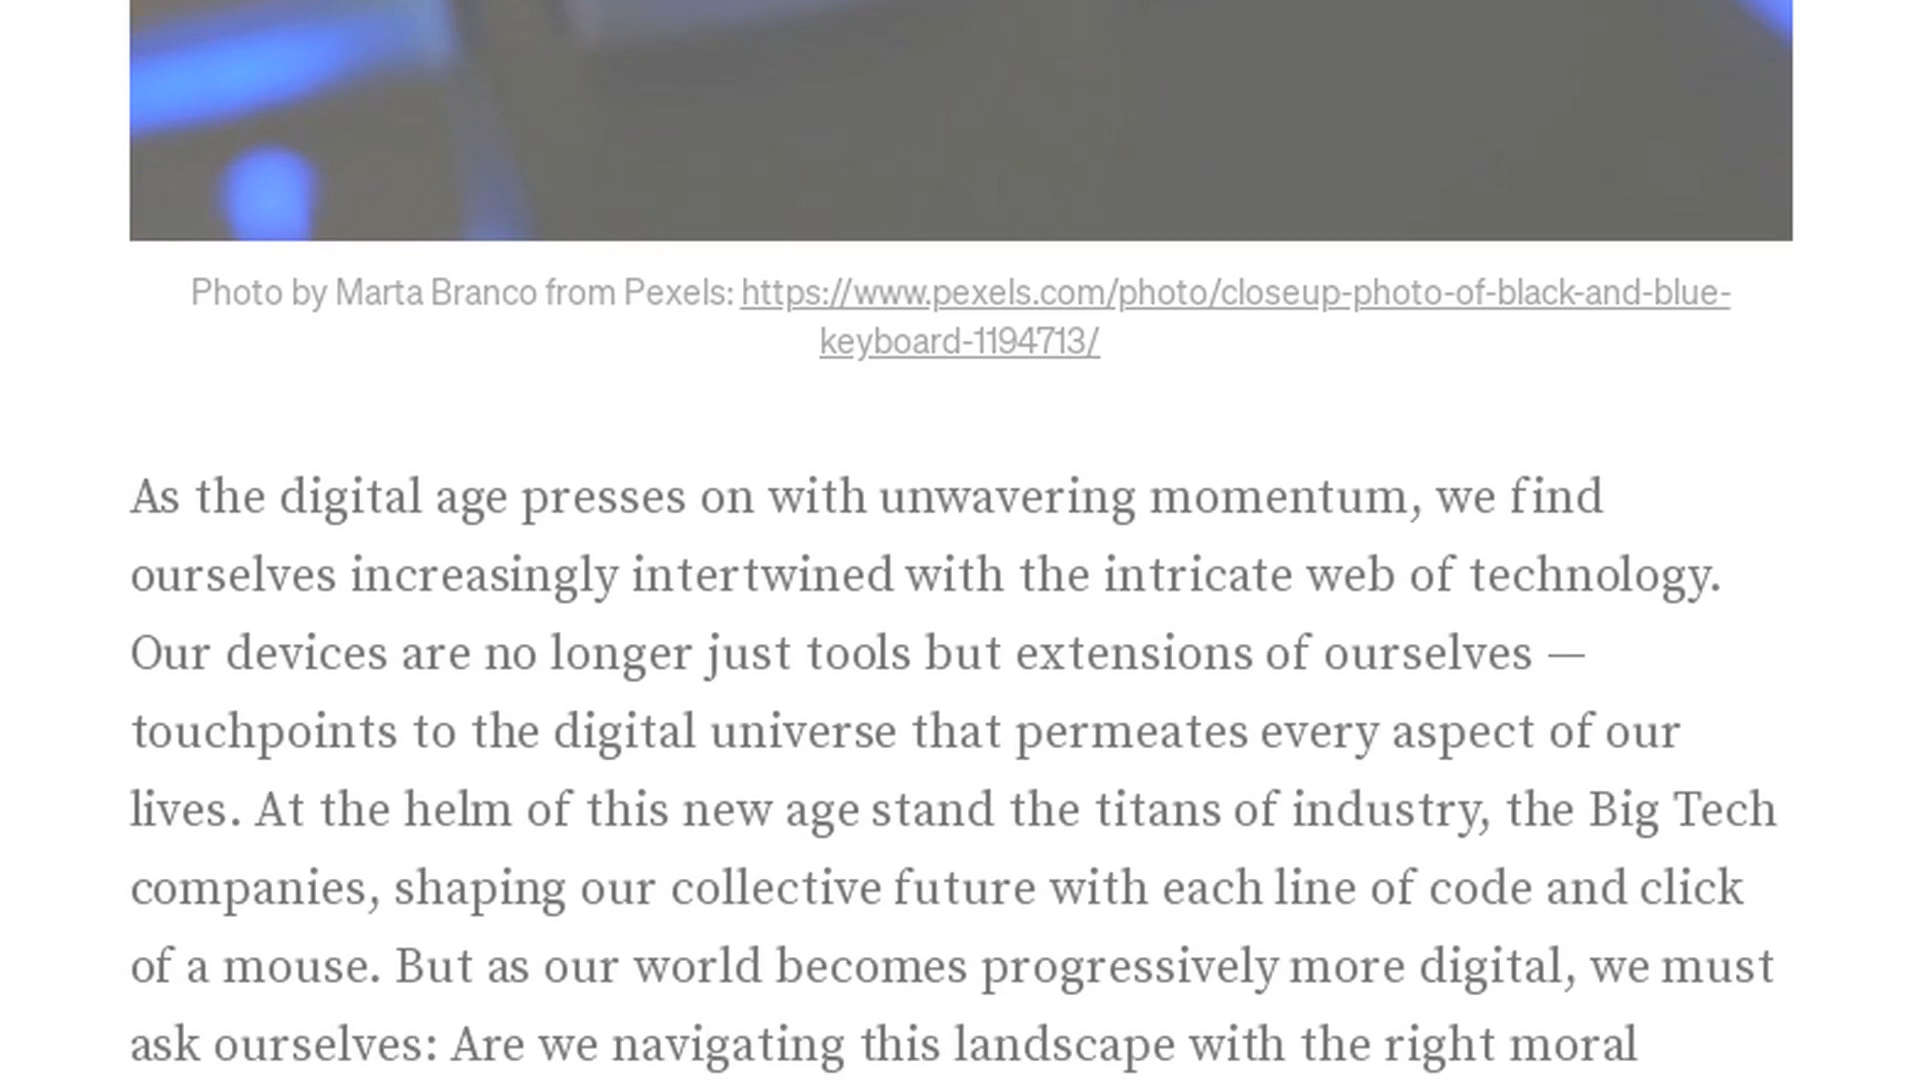 Photo by Marta Branco from Pexels: https://www.pexels.com/photo/closeup-photo-of-black-and-blue-
keyboard-1194713/
As the digital age presses on with unwavering momentum, we find
ourselves increasingly intertwined with the intricate web of technology.
Our devices are no longer just tools but extensions of ourselves —
touchpoints to the digital universe that permeates every aspect of our
lives. At the helm of this new age stand the titans of industry, the Big Tech
companies, shaping our collective future with each line of code and click
of a mouse. But as our world becomes progressively more digital, we must
ask ourselves: Are we navigating this landscape with the right moral